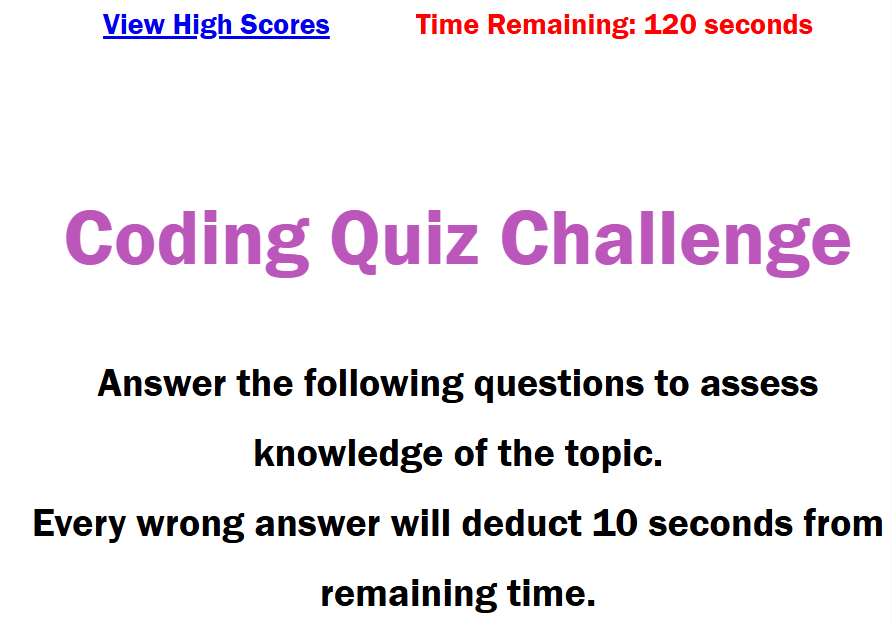 View High Scores Time Remaining: 120 seconds
Coding Quiz Challenge
Answer the following questions to assess
knowledge of the topic.
Every wrong answer will deduct 10 seconds from
remaining time.